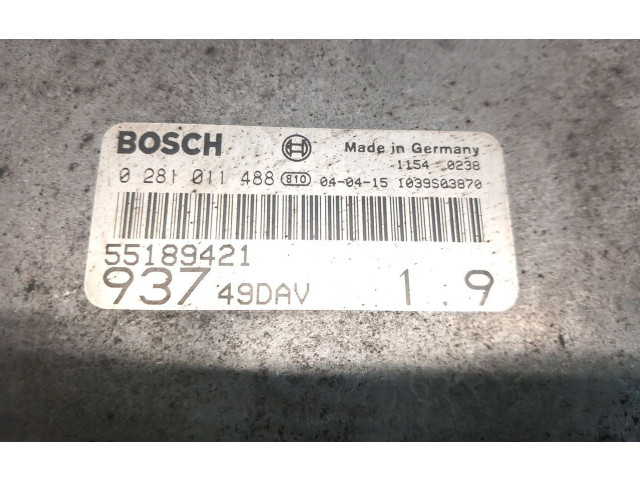 BOSCH Made in Germany
1154 0238
0 281 011 488 810 04-04-15 1039S03870
55189421
937 49DAV 1.9